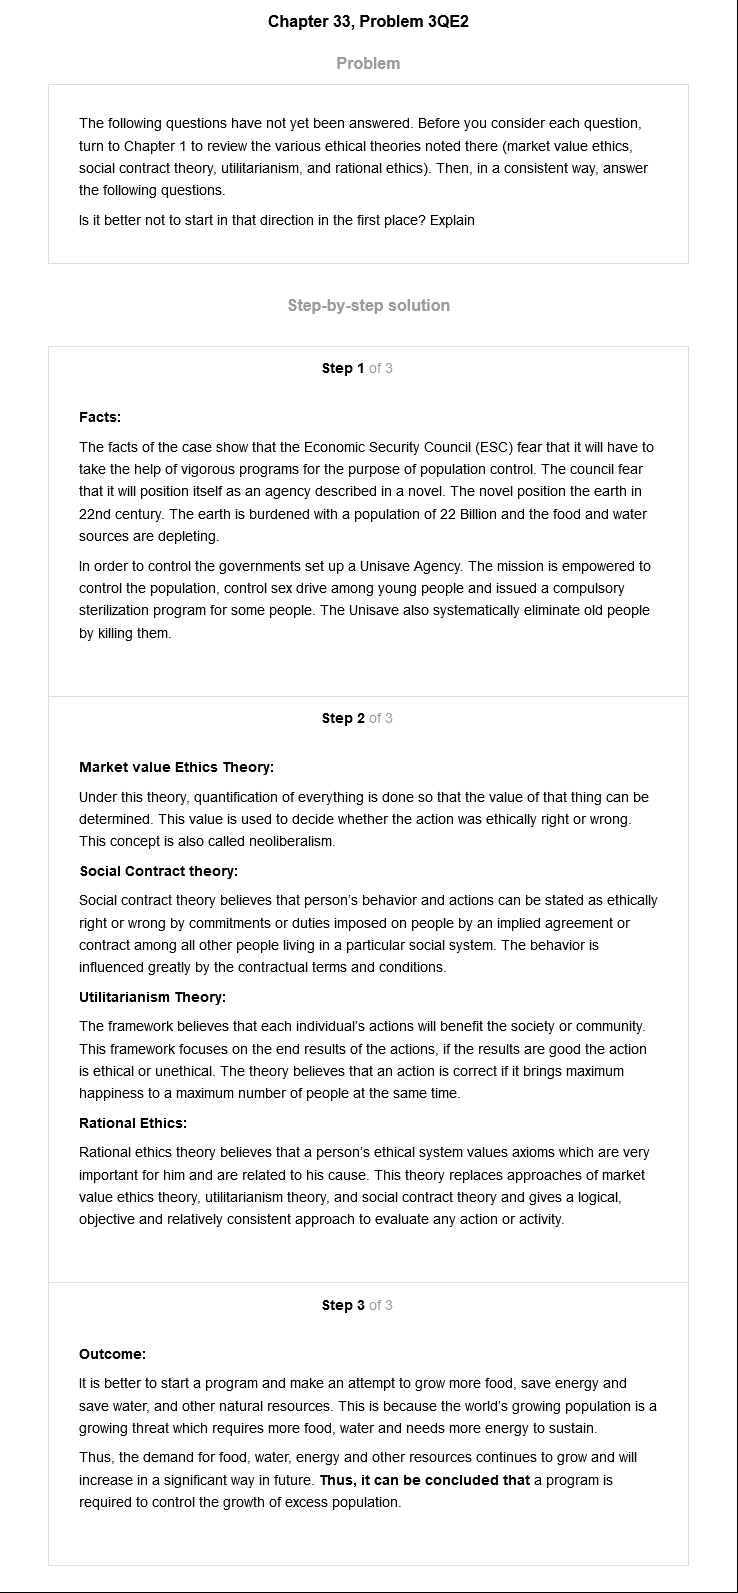 Chapter 33, Problem 3QE2
Problem
The following questions have not yet been answered. Before you consider each question,
turn to Chapter 1 to review the various ethical theories noted there (market value ethics,
social contract theory, utilitarianism, and rational ethics). Then, in a consistent way, answer
the following questions.
Is it better not to start in that direction in the first place? Explain
Step-by-step solution
Step 1 of 3
Facts:
The facts of the case show that the Economic Security Council (ESC) fear that it will have to
take the help of vigorous programs for the purpose of population control. The council fear
that it will position itself as an agency described in a novel. The novel position the earth in
22nd century. The earth is burdened with a population of 22 Billion and the food and water
sources are depleting.
In order to control the governments set up a Unisave Agency. The mission is empowered to
control the population, control sex drive among young people and issued a compulsory
sterilization program for some people. The Unisave also systematically eliminate old people
by killing them.
Step 2 of 3
Market value Ethics Theory:
Under this theory, quantification of everything is done so that the value of that thing can be
determined. This value is used to decide whether the action was ethically right or wrong.
This concept is also called neoliberalism.
Social Contract theory:
Social contract theory believes that person's behavior and actions can be stated as ethically
right or wrong by commitments or duties imposed on people by an implied agreement or
contract among all other people living in a particular social system. The behavior is
influenced greatly by the contractual terms and conditions.
Utilitarianism Theory:
The framework believes that each individual's actions will benefit the society or community.
This framework focuses on the end results of the actions, if the results are good the action
is ethical or unethical. The theory believes that an action is correct if it brings maximum
happiness to a maximum number of people at the same time.
Rational Ethics:
Rational ethics theory believes that a person's ethical system values axioms which are very
important for him and are related to his cause. This theory replaces approaches of market
value ethics theory, utilitarianism theory, and social contract theory and gives a logical,
objective and relatively consistent approach to evaluate any action or activity.
Step 3 of 3
Outcome:
It is better to start a program and make an attempt to grow more food, save energy and
save water, and other natural resources. This is because the world's growing population is a
growing threat which requires more food, water and needs more energy to sustain.
Thus, the demand for food, water, energy and other resources continues to grow and will
increase in a significant way in future. Thus, it can be concluded that a program is
required to control the growth of excess population.